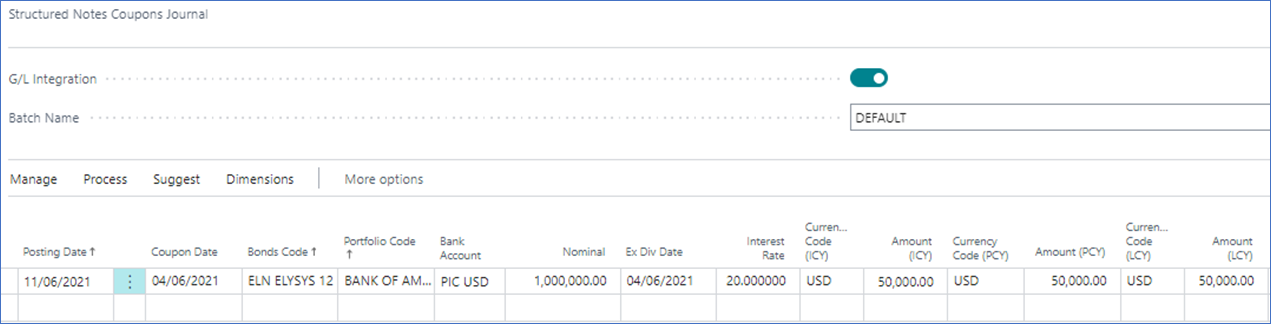 Structured Notes Coupons Journal
G/L Integration
Batch Name DEFAULT
Manage Process Suggest Dimensions More options
Posting Date ↑ Coupon Date Bonds Code ↑ Portfolio Code ↑ Bank Account Nominal Ex Div Date Interest Rate Curren... Code (ICY) Amount (ICY) Currency Code (PCY) Amount (PCY) Curren... Code (LCY) Amount (LCY)
11/06/2021 04/06/2021 ELN ELYSYS 12 BANK OF AM... PIC USD 1,000,000.00 04/06/2021 20.000000 USD 50,000.00 USD 50,000.00 USD 50,000.00